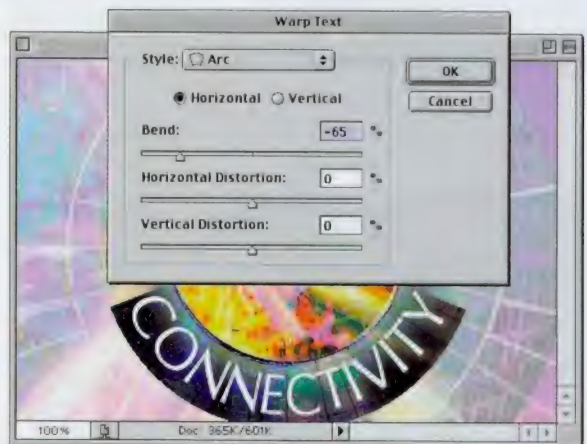 Warp Text
Style: Arc
Horizontal Vertical
OK
Cancel
Bend: -65 %
Horizontal Distortion: 0 %
Vertical Distortion: 0 %
CONNECTIVITY
100% Doc: 365K/601K